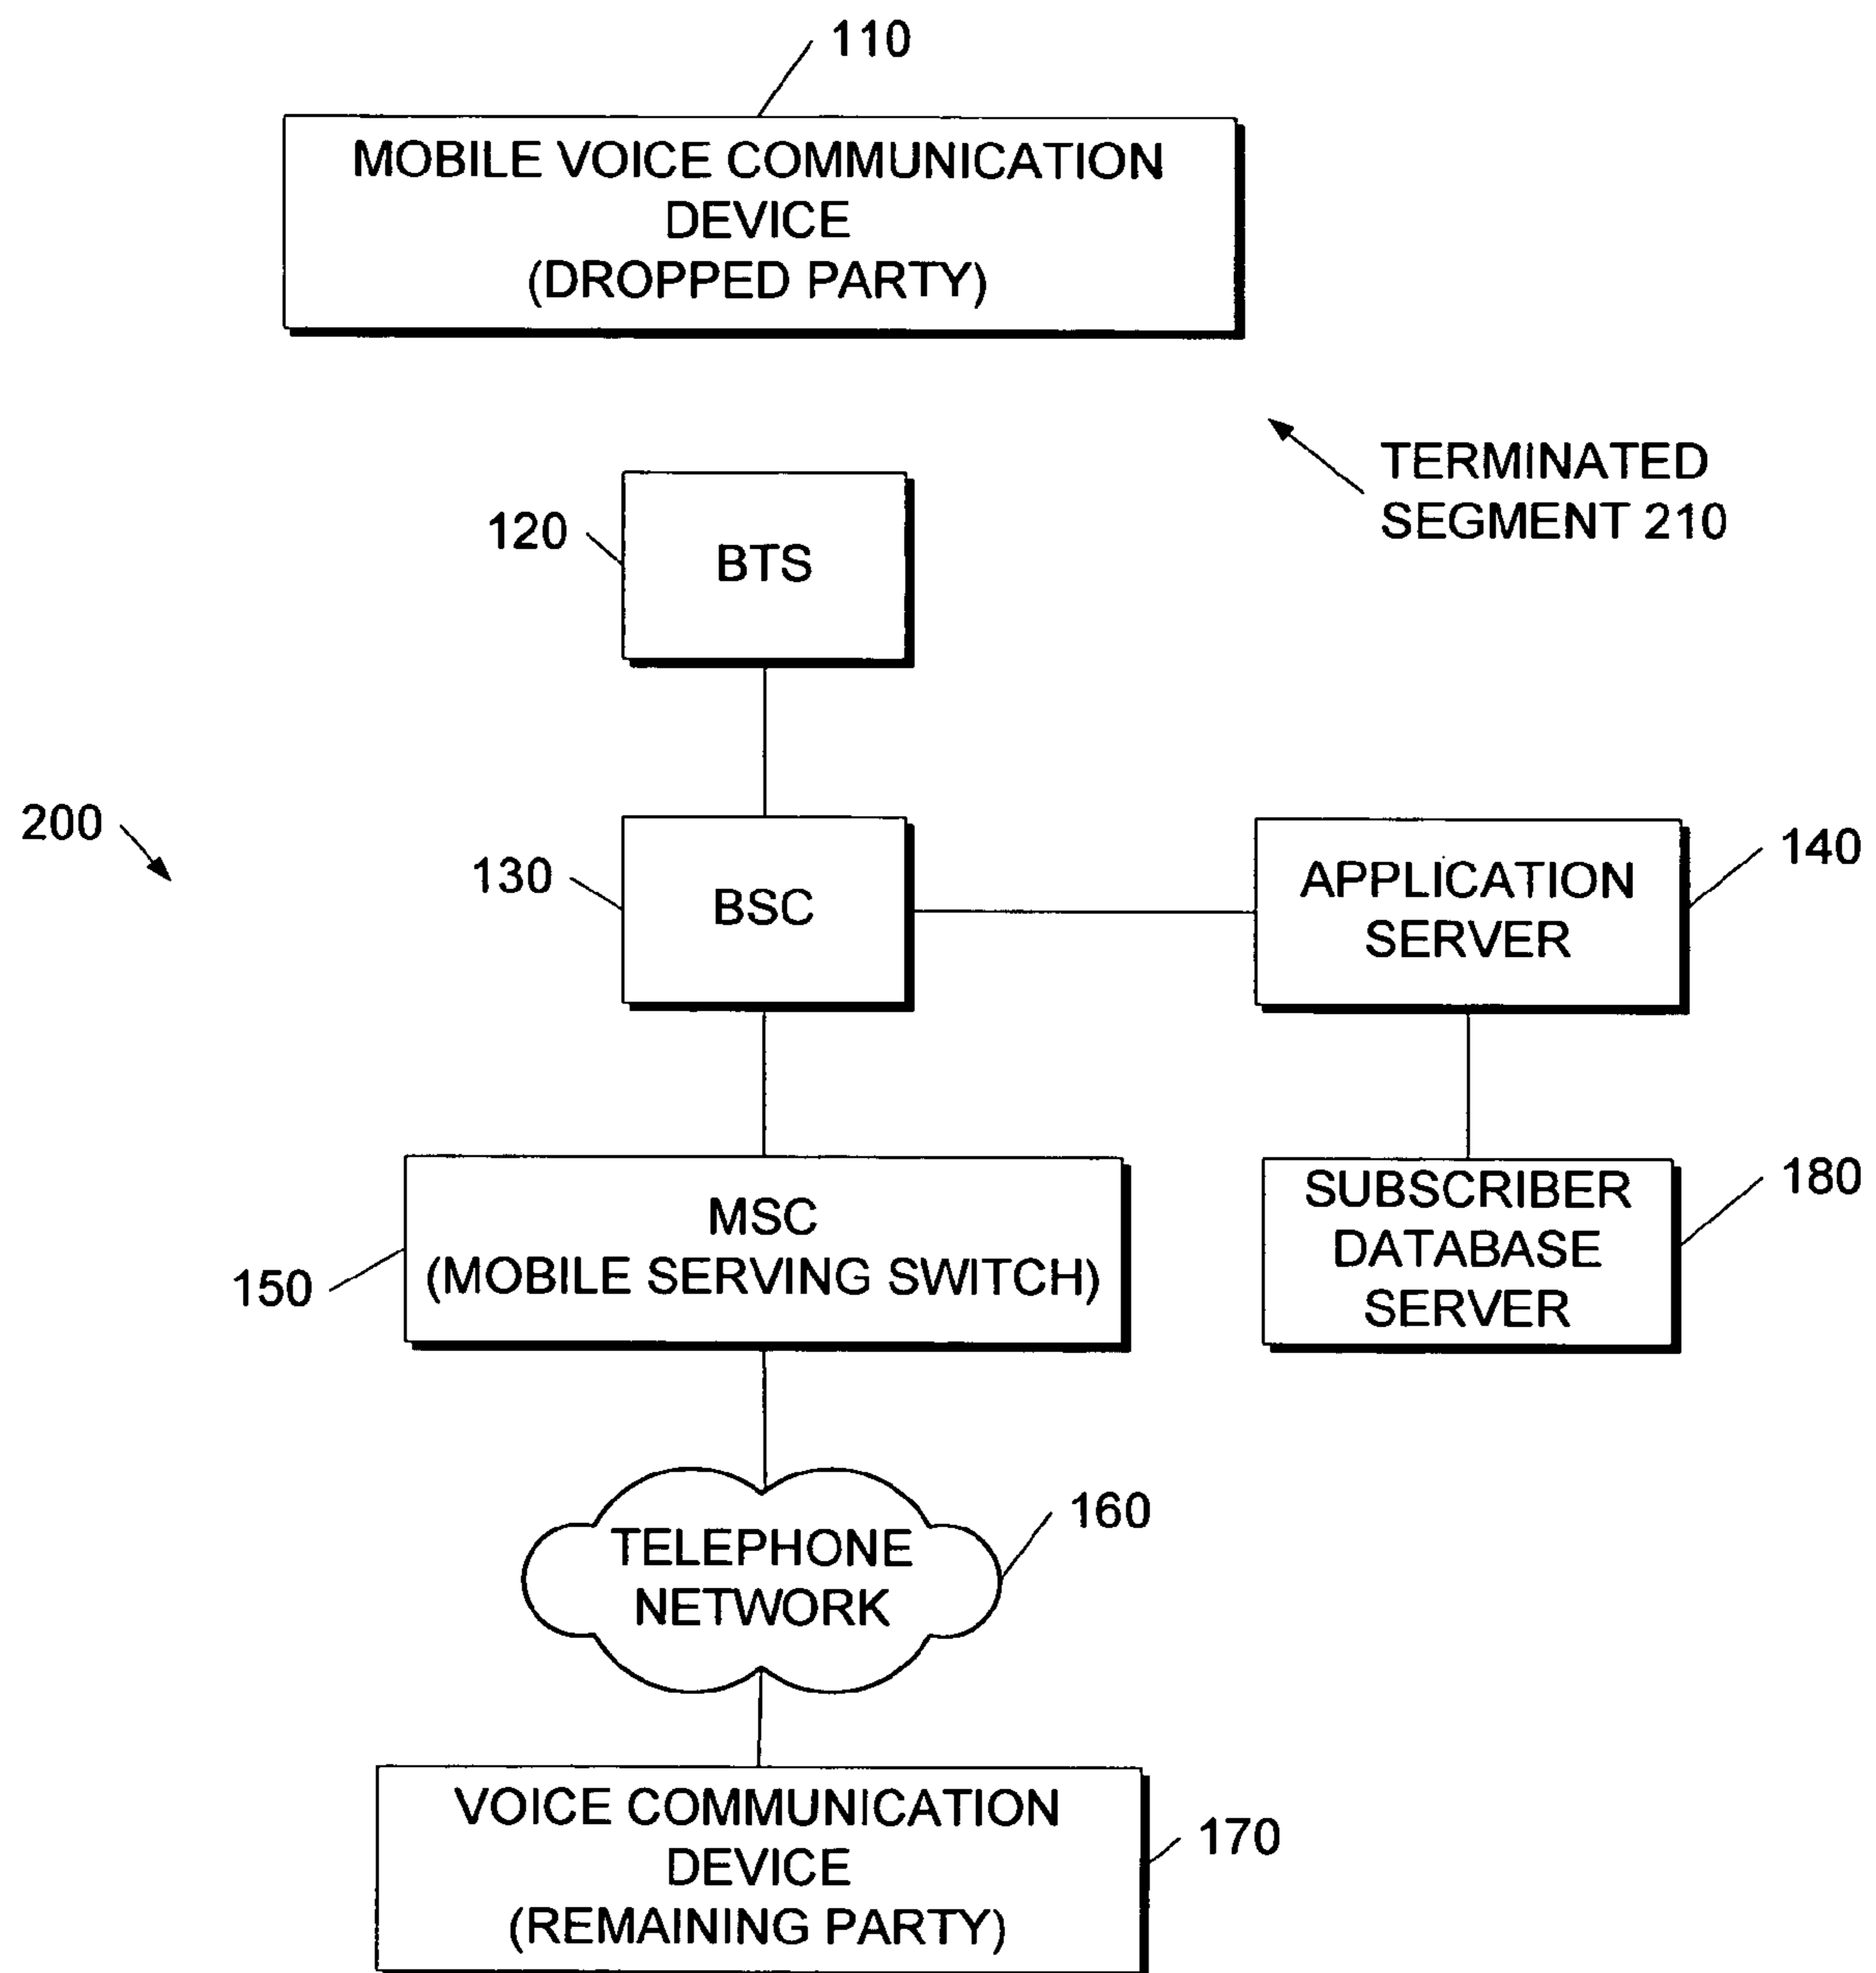 110
MOBILE VOICE COMMUNICATION
DEVICE
(DROPPED PARTY)
TERMINATED
SEGMENT 210
120
BTS
200
130
BSC
APPLICATION
SERVER
140
150
MSC
(MOBILE SERVING SWITCH)
SUBSCRIBER
DATABASE
SERVER
180
TELEPHONE
NETWORK
160
VOICE COMMUNICATION
DEVICE
(REMAINING PARTY)
170